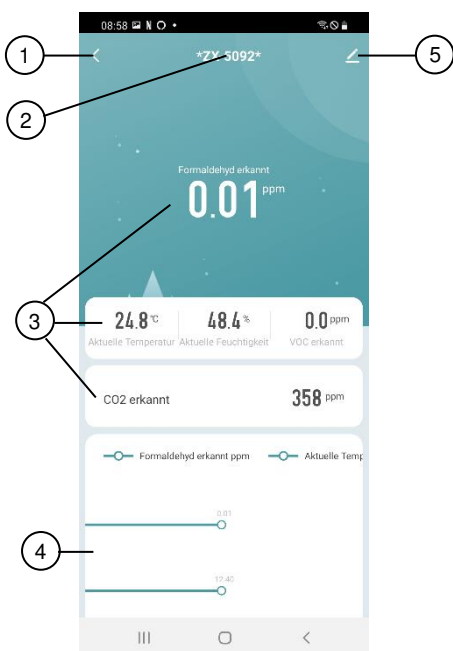 08:58 N
*ZX-5092*
1
5
2
Formaldehyd erkannt
0.01 ppm
3
24.8 °C 48.4 % 0.0 ppm
Aktuelle Temperatur Aktuelle Feuchtigkeit VOC erkannt
CO2 erkannt 358 ppm
Formaldehyd erkannt ppm Aktuelle Temp
0.01
4
17.40